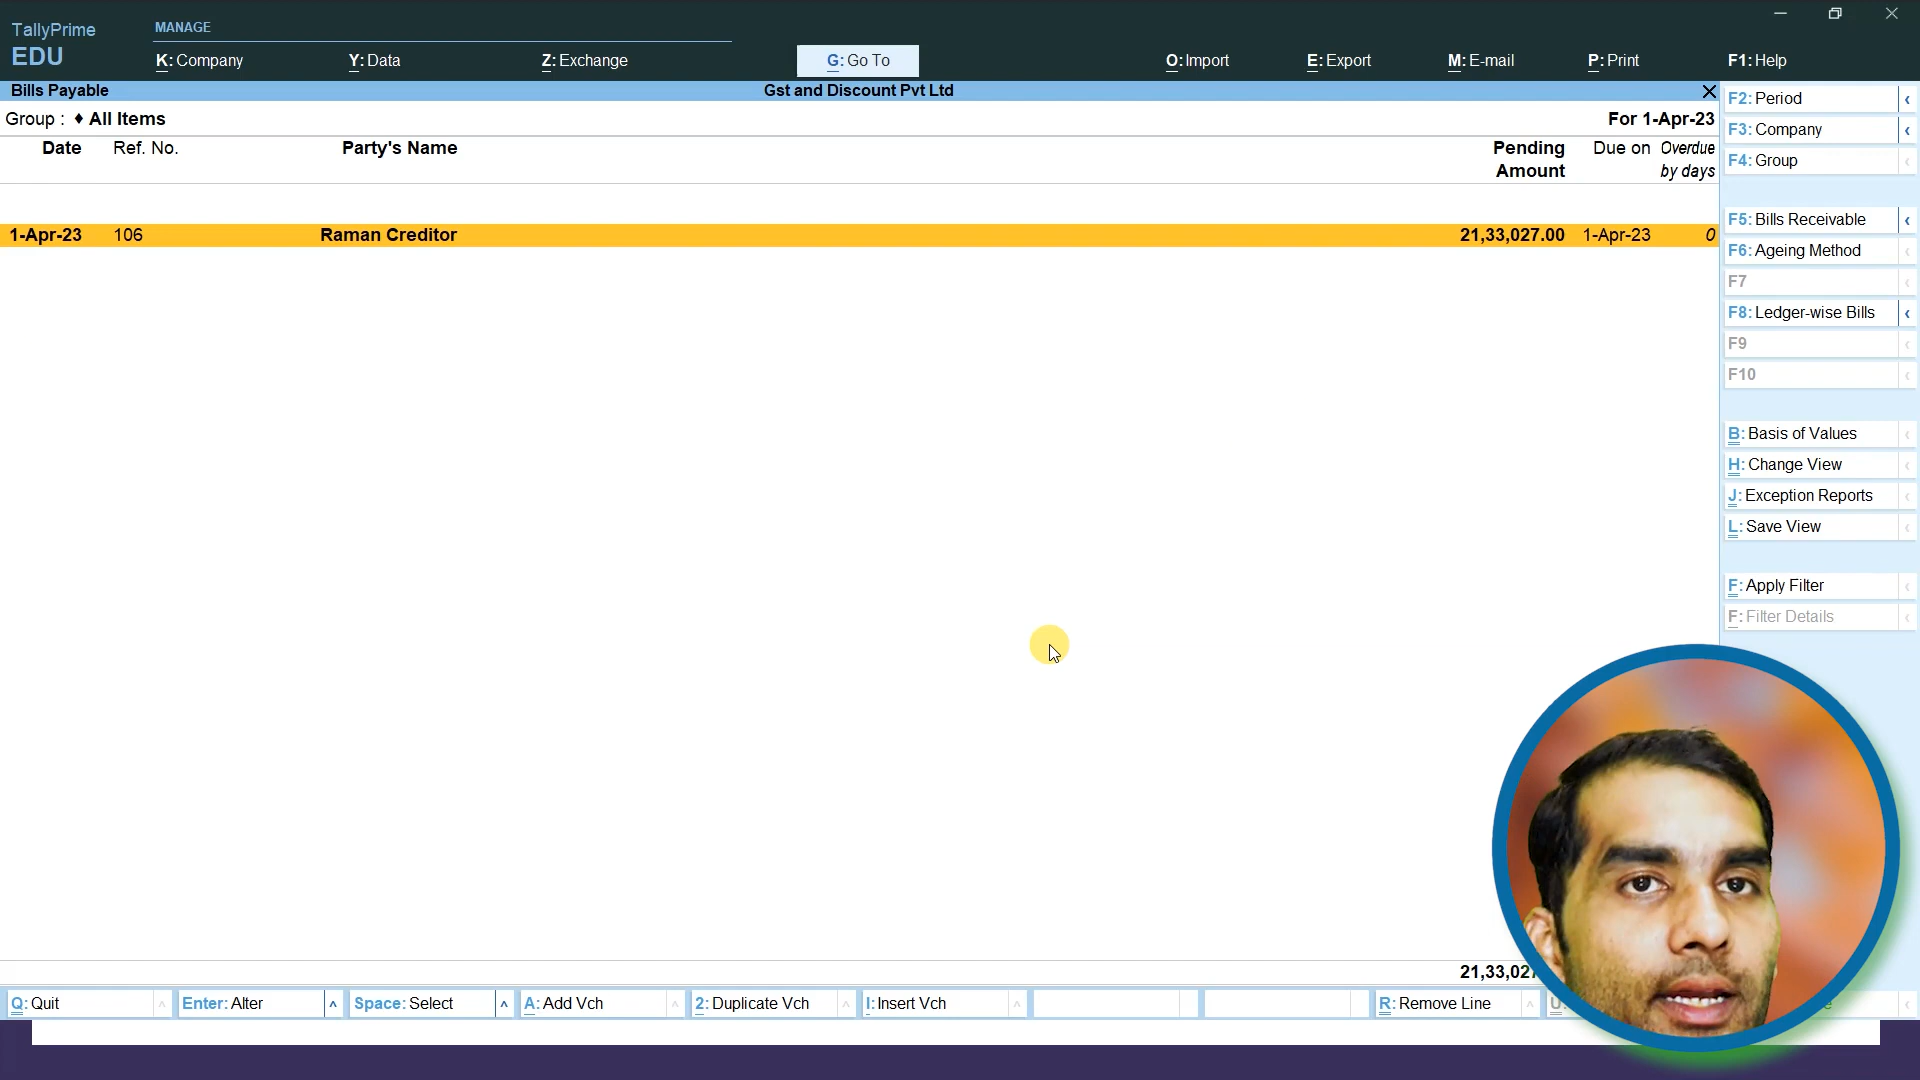 TallyPrime
EDU
MANAGE
K: Company
Y: Data
Z: Exchange
G: Go To
O: Import
E: Export
M: E-mail
P: Print
F1: Help
Bills Payable
Gst and Discount Pvt Ltd
Group : ♦ All Items
For 1-Apr-23
Date
Ref. No.
Party's Name
Pending Amount
Due on
Overdue by days
1-Apr-23
106
Raman Creditor
21,33,027.00
1-Apr-23
0
21,33,027
F2: Period
F3: Company
F4: Group
F5: Bills Receivable
F6: Ageing Method
F7
F8: Ledger-wise Bills
F9
F10
B: Basis of Values
H: Change View
J: Exception Reports
L: Save View
F: Apply Filter
F: Filter Details
Q: Quit
Enter: Alter
Space: Select
A: Add Vch
2: Duplicate Vch
I: Insert Vch
R: Remove Line
U: